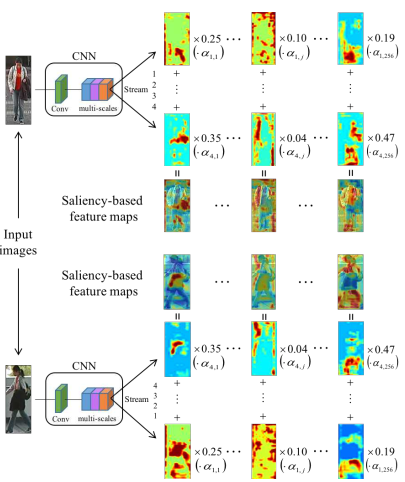 CNN
Conv
multi-scales
Stream
1
2
3
4
×0.25 ··· ×0.10 ··· ×0.19
(·α1,1) (·α1,j) (·α1,256)
+ + +
⋮ ⋮ ⋮
+ + +
×0.35 ··· ×0.04 ··· ×0.47
(·α4,1) (·α4,j) (·α4,256)
= = =
Saliency-based
feature maps
··· ···
Input
images
Saliency-based
feature maps
··· ···
= = =
×0.35 ··· ×0.04 ··· ×0.47
(·α4,1) (·α4,j) (·α4,256)
CNN
Conv
multi-scales
Stream
4
3
2
1
+ + +
⋮ ⋮ ⋮
+ + +
×0.25 ··· ×0.10 ··· ×0.19
(·α1,1) (·α1,j) (·α1,256)